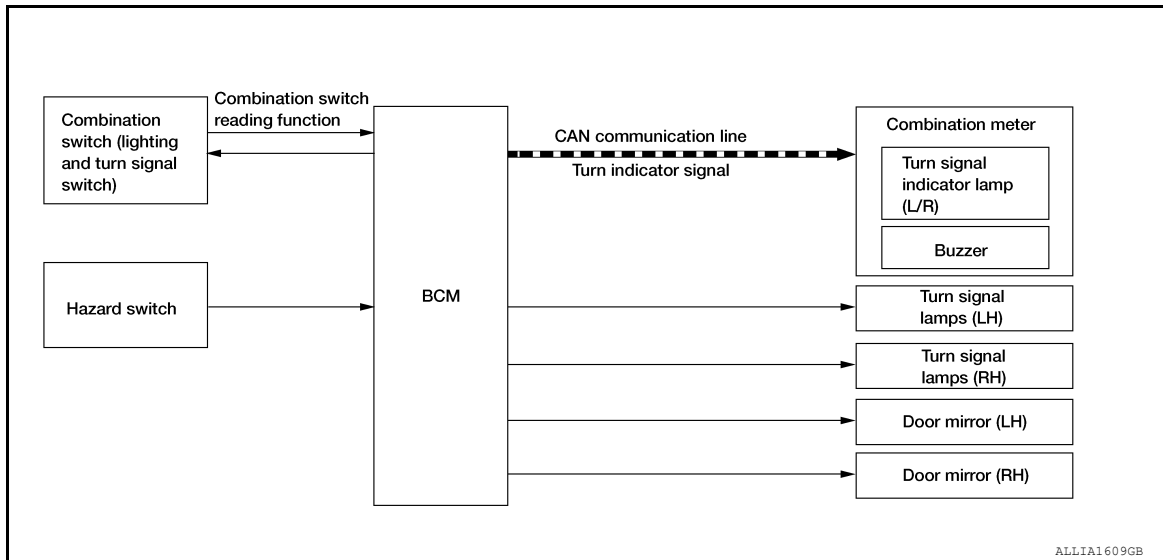 Combination switch
reading function
Combination
switch (lighting
and turn signal
switch)
Hazard switch
BCM
CAN communication line
Turn indicator signal
Combination meter
Turn signal
indicator lamp
(L/R)
Buzzer
Turn signal
lamps (LH)
Turn signal
lamps (RH)
Door mirror (LH)
Door mirror (RH)
ALLIA1609GB